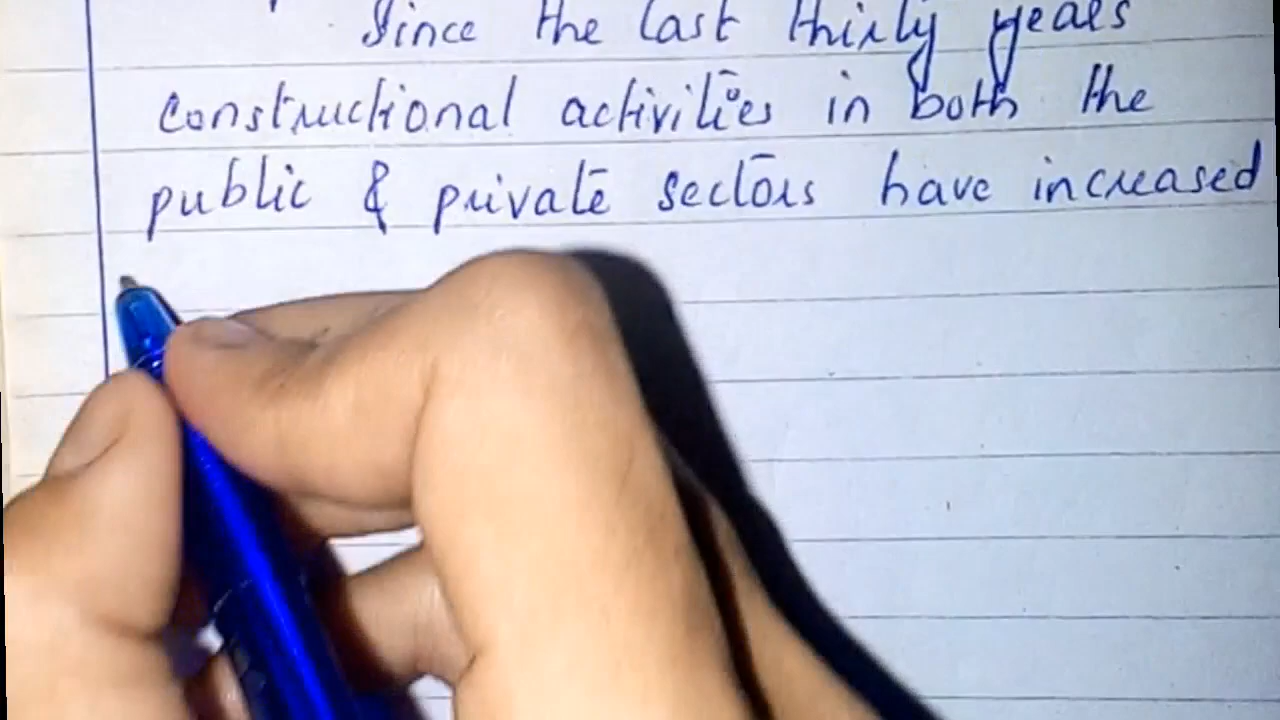 Since the last thirty years
constructional activities in both the
public & private sectors have increased